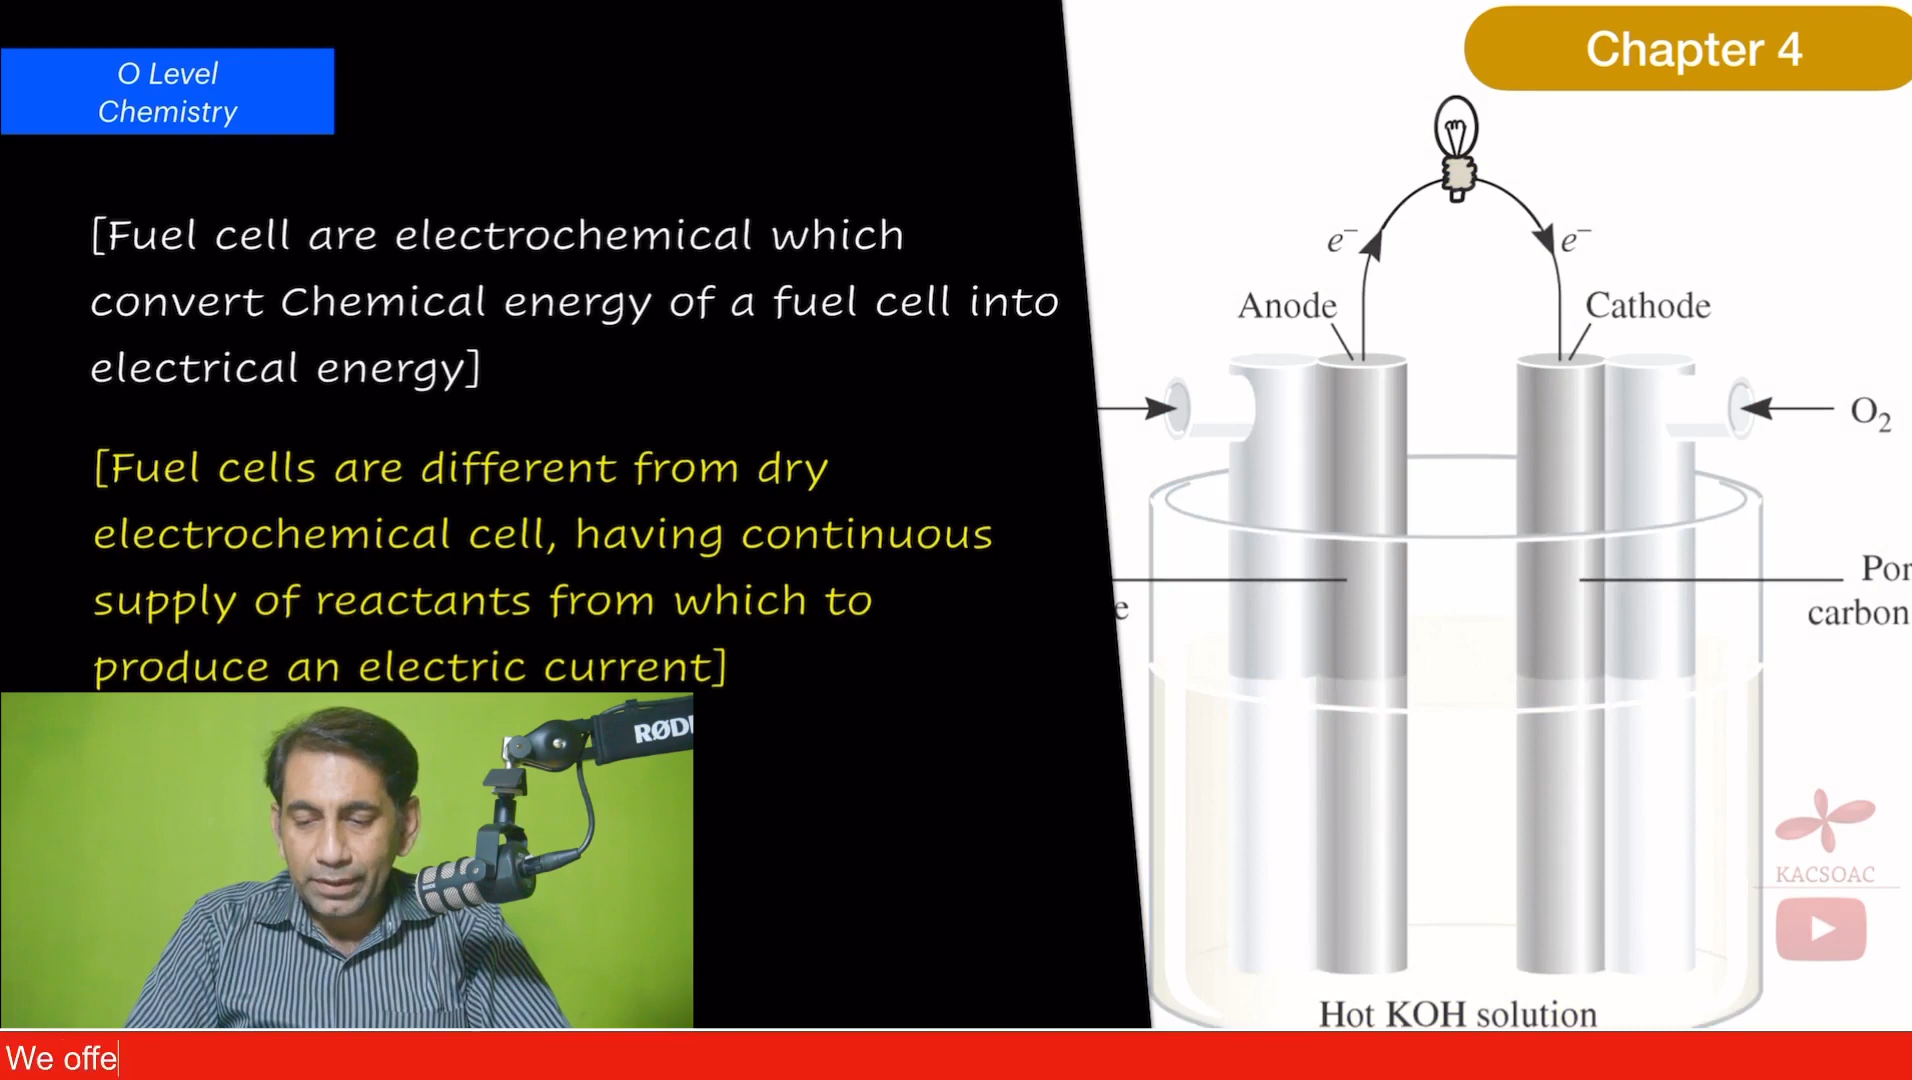 O Level
Chemistry
Chapter 4
[Fuel cell are electrochemical which
convert Chemical energy of a fuel cell into
electrical energy]
[Fuel cells are different from dry
electrochemical cell, having continuous
supply of reactants from which to
produce an electric current]
e⁻
e⁻
Anode
Cathode
O₂
Por
carbon
e
Hot KOH solution
RØDE
KACSOAC
We offe